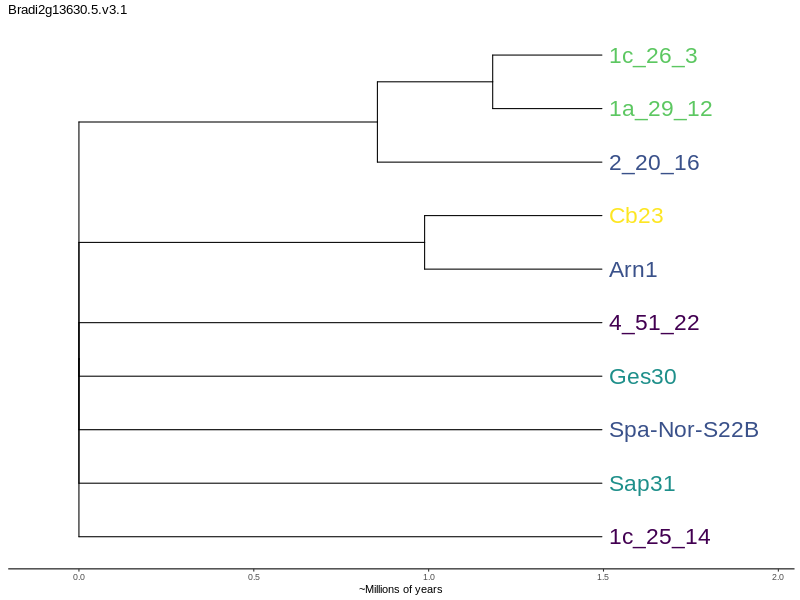 Bradi2g13630.5.v3.1
1c_26_3
1a_29_12
2_20_16
Cb23
Arn1
4_51_22
Ges30
Spa-Nor-S22B
Sap31
1c_25_14
0.0 0.5 1.0 1.5 2.0
~Millions of years